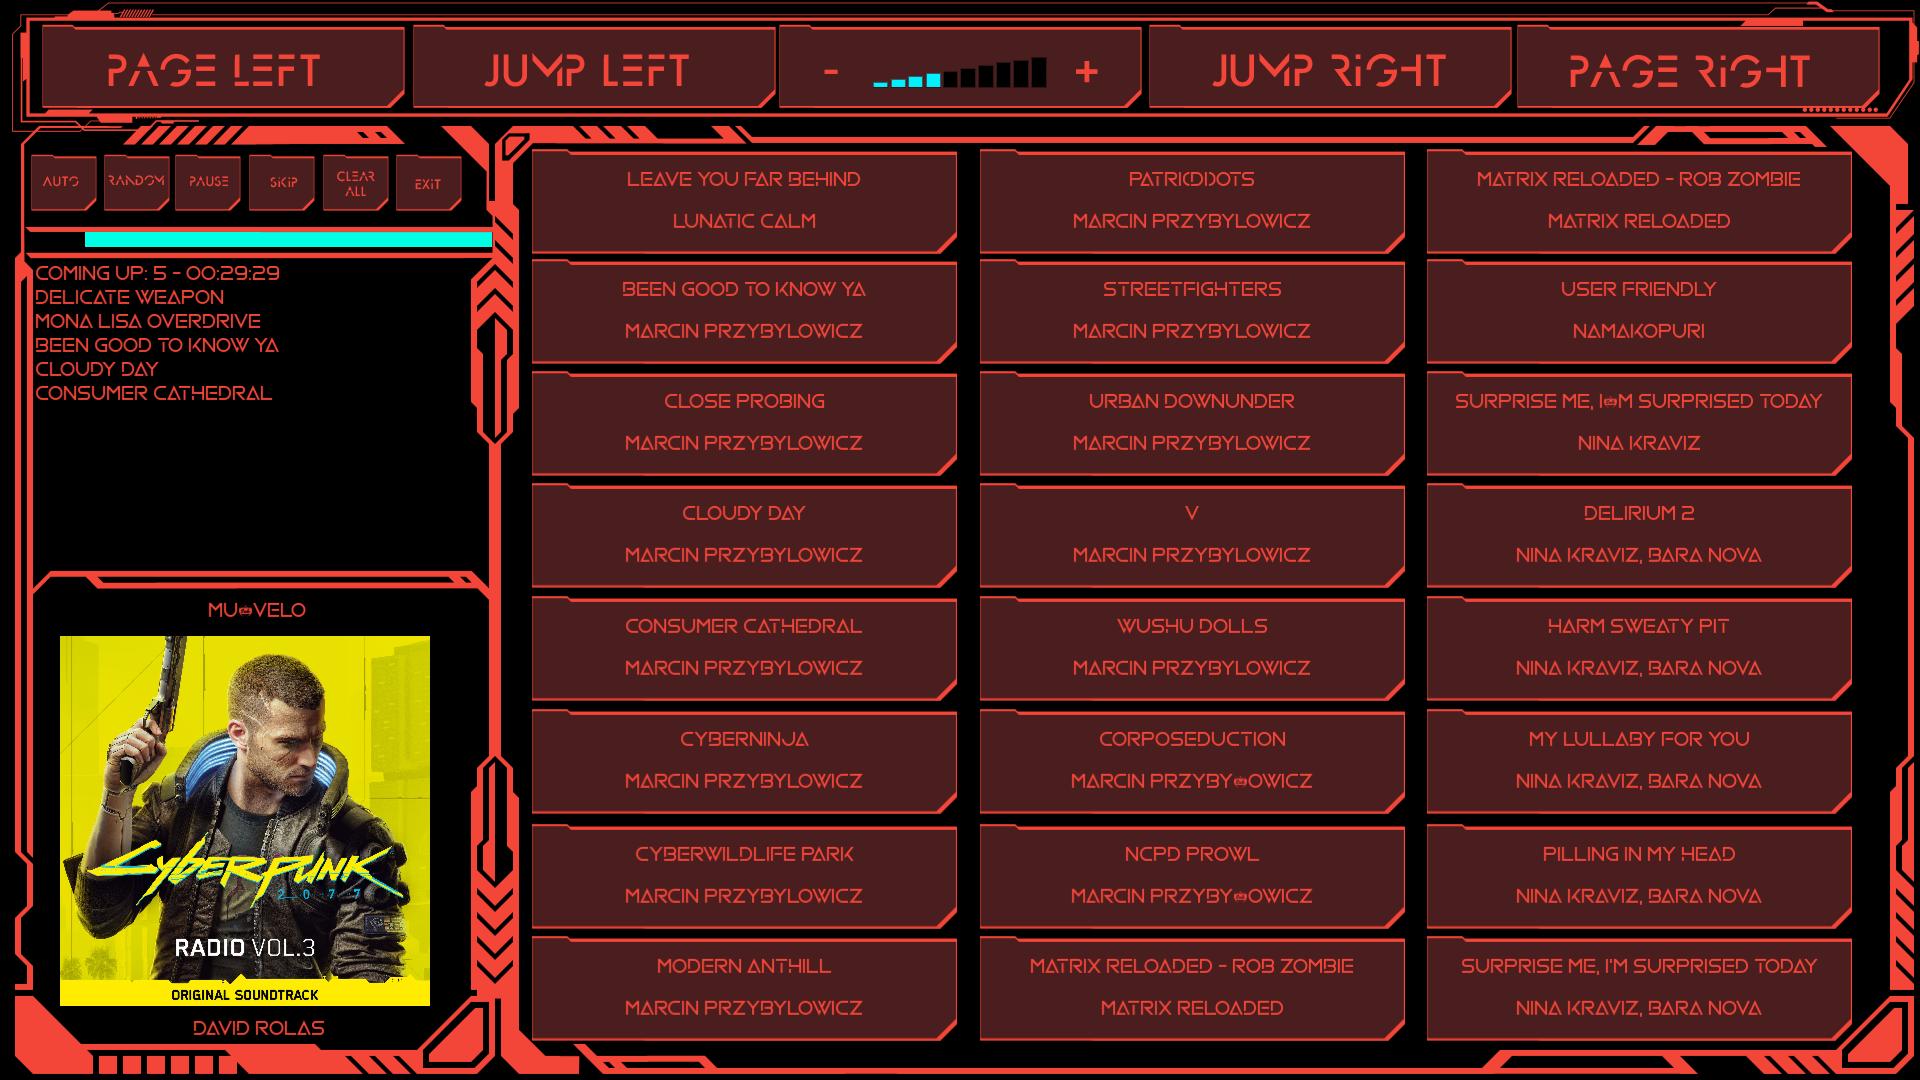 PAGE LEFT
JUMP LEFT
- +
JUMP RIGHT
PAGE RIGHT
AUTO
RANDOM
PAUSE
SKIP
CLEAR
ALL
EXIT
COMING UP: 5 - 00:29:29
DELICATE WEAPON
MONA LISA OVERDRIVE
BEEN GOOD TO KNOW YA
CLOUDY DAY
CONSUMER CATHEDRAL
VELO
CYBERPUNK
2077
RADIO VOL.3
ORIGINAL SOUNDTRACK
DAVID ROLAS
LEAVE YOU FAR BEHIND
LUNATIC CALM
BEEN GOOD TO KNOW YA
MARCIN PRZYBYLOWICZ
CLOSE PROBING
MARCIN PRZYBYLOWICZ
CLOUDY DAY
MARCIN PRZYBYLOWICZ
CONSUMER CATHEDRAL
MARCIN PRZYBYLOWICZ
CYBERNINJA
MARCIN PRZYBYLOWICZ
CYBERWILDLIFE PARK
MARCIN PRZYBYLOWICZ
MODERN ANTHILL
MARCIN PRZYBYLOWICZ
MARCIN PRZYBYLOWICZ
STREETFIGHTERS
MARCIN PRZYBYLOWICZ
URBAN DOWNUNDER
MARCIN PRZYBYLOWICZ
V
MARCIN PRZYBYLOWICZ
WUSHU DOLLS
MARCIN PRZYBYLOWICZ
CORPOSEDUCTION
MARCIN
NCPD PROWL
MARCIN
MATRIX RELOADED - ROB ZOMBIE
MATRIX RELOADED
MATRIX RELOADED - ROB ZOMBIE
MATRIX RELOADED
USER FRIENDLY
NAMAKOPURI
SURPRISE ME, SURPRISED TODAY
NINA KRAVIZ
DELIRIUM 2
NINA KRAVIZ, BARA NOVA
HARM SWEATY PIT
NINA KRAVIZ, BARA NOVA
MY LULLABY FOR YOU
NINA KRAVIZ, BARA NOVA
PILLING IN MY HEAD
NINA KRAVIZ, BARA NOVA
SURPRISE ME, I'M SURPRISED TODAY
NINA KRAVIZ, BARA NOVA